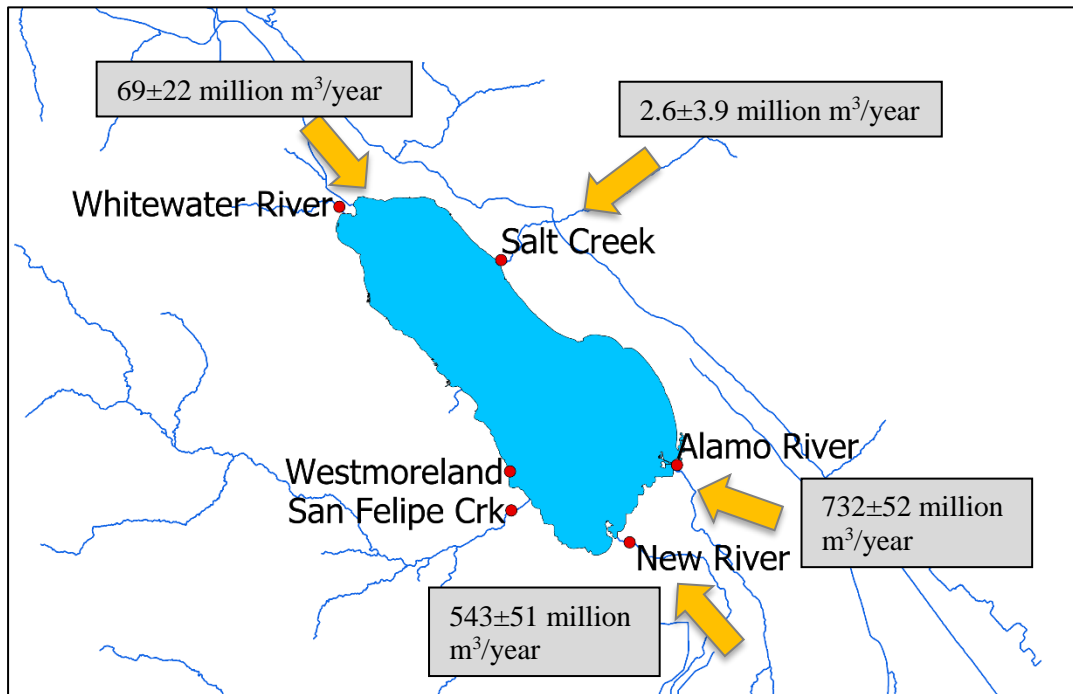 69±22 million m³/year
2.6±3.9 million m³/year
Whitewater River
Salt Creek
Alamo River
Westmoreland
San Felipe Crk
732±52 million
m³/year
New River
543±51 million
m³/year